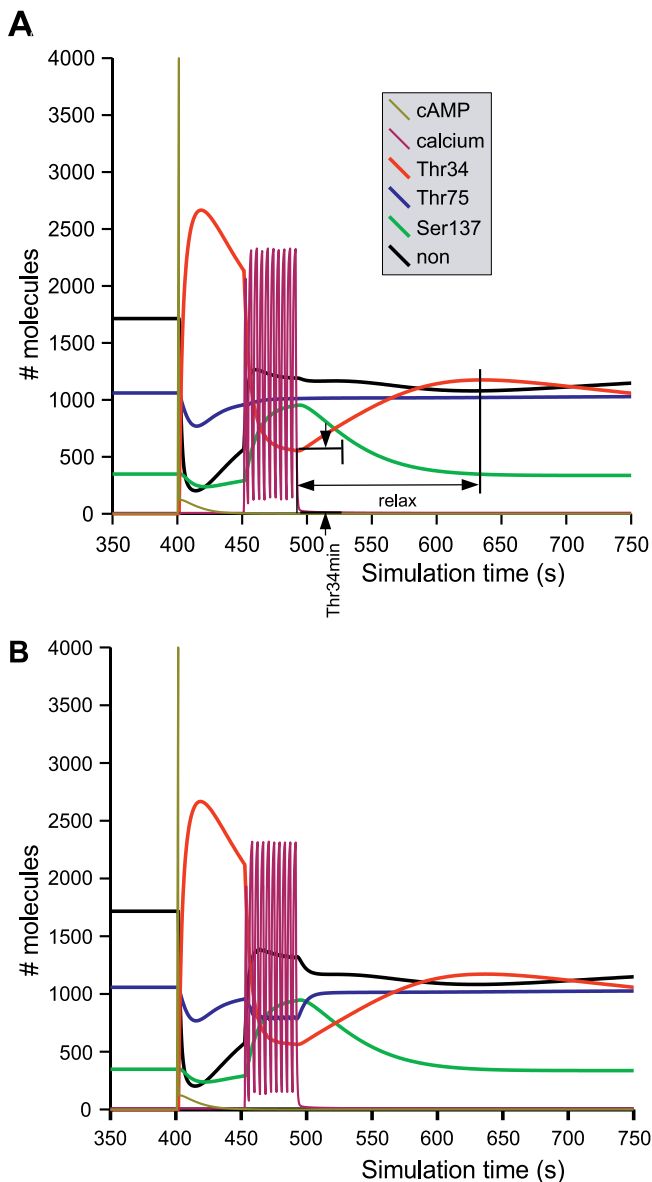 A
4000
3500
3000
2500
2000
1500
1000
500
0
# molecules
cAMP
calcium
Thr34
Thr75
Ser137
non
relax
Thr34min
350 400 450 500 550 600 650 700 750
Simulation time (s)
B
4000
3500
3000
2500
2000
1500
1000
500
0
# molecules
350 400 450 500 550 600 650 700 750
Simulation time (s)